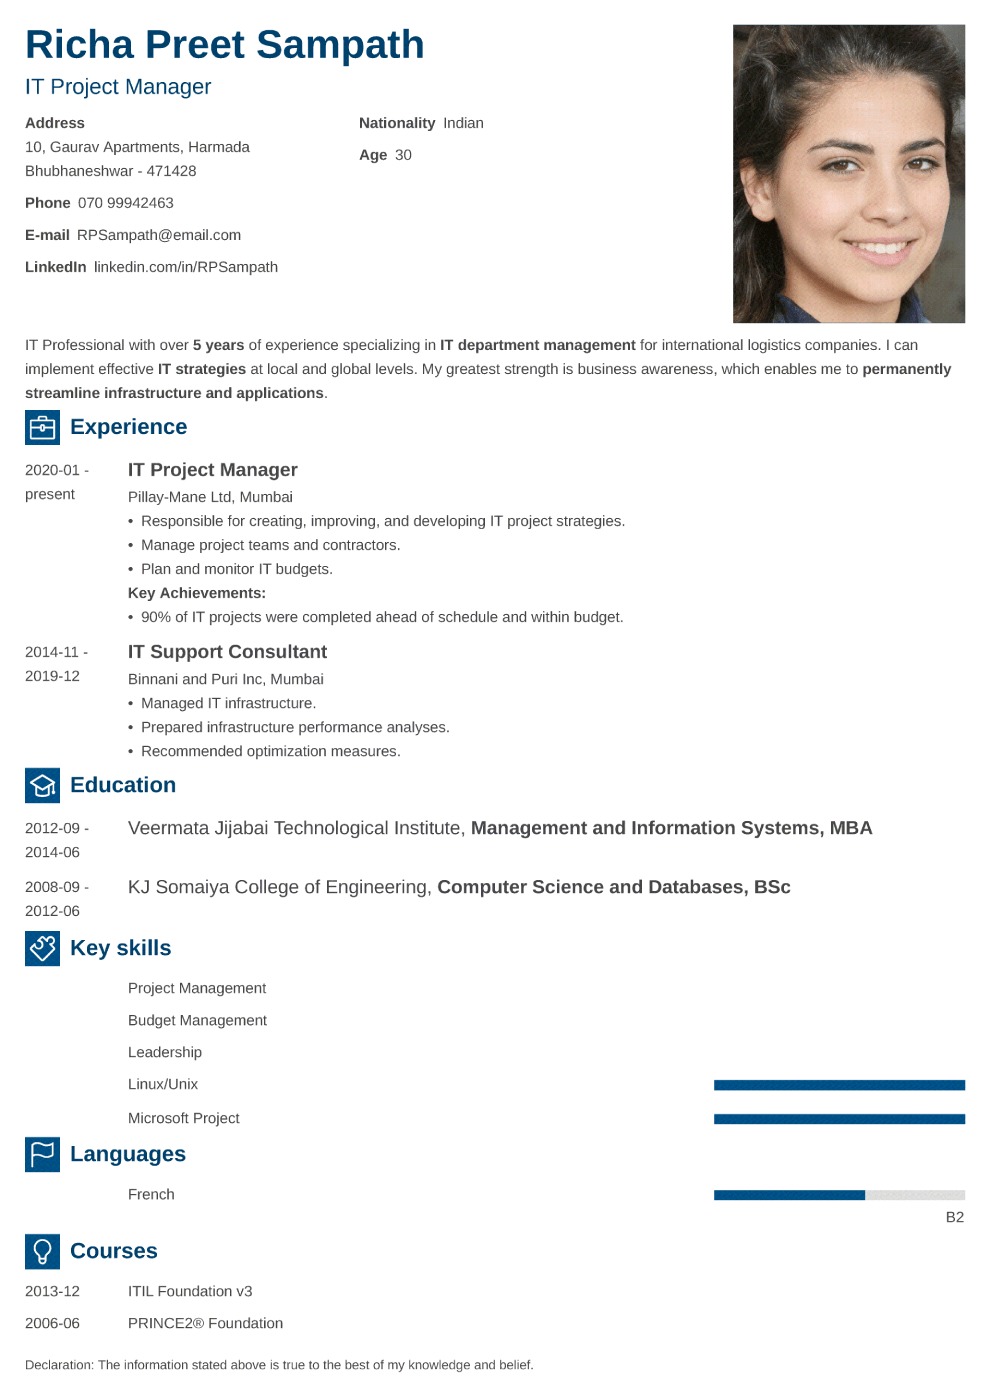 Richa Preet Sampath
IT Project Manager
Address
10, Gaurav Apartments, Harmada
Bhubhaneshwar - 471428
Phone 070 99942463
E-mail RPSampath@email.com
LinkedIn linkedin.com/in/RPSampath
Nationality Indian
Age 30
IT Professional with over 5 years of experience specializing in IT department management for international logistics companies. I can
implement effective IT strategies at local and global levels. My greatest strength is business awareness, which enables me to permanently
streamline infrastructure and applications.
Experience
2020-01 -
present
IT Project Manager
Pillay-Mane Ltd, Mumbai
• Responsible for creating, improving, and developing IT project strategies.
• Manage project teams and contractors.
• Plan and monitor IT budgets.
Key Achievements:
• 90% of IT projects were completed ahead of schedule and within budget.
2014-11 -
2019-12
IT Support Consultant
Binnani and Puri Inc, Mumbai
• Managed IT infrastructure.
• Prepared infrastructure performance analyses.
• Recommended optimization measures.
Education
2012-09 -
2014-06
Veermata Jijabai Technological Institute, Management and Information Systems, MBA
2008-09 -
2012-06
KJ Somaiya College of Engineering, Computer Science and Databases, BSc
Key skills
Project Management
Budget Management
Leadership
Linux/Unix
Microsoft Project
Languages
French
B2
Courses
2013-12 ITIL Foundation v3
2006-06 PRINCE2® Foundation
Declaration: The information stated above is true to the best of my knowledge and belief.